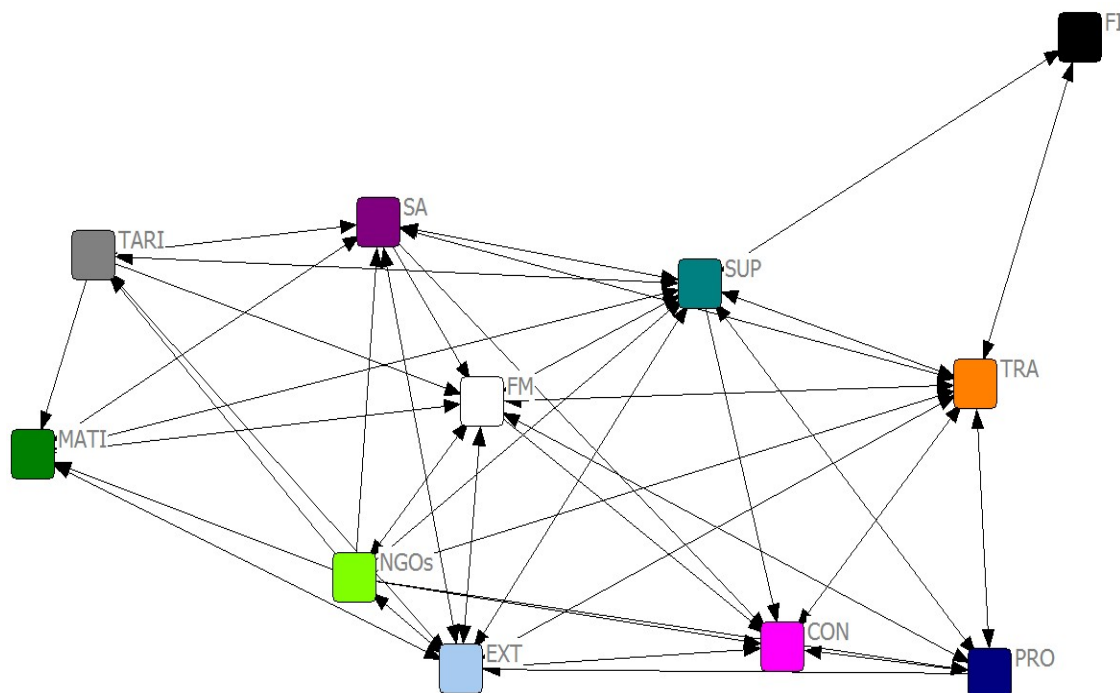 FI
SA
TARI
SUP
TRA
FM
MATI
NGOs
CON
EXT
PRO